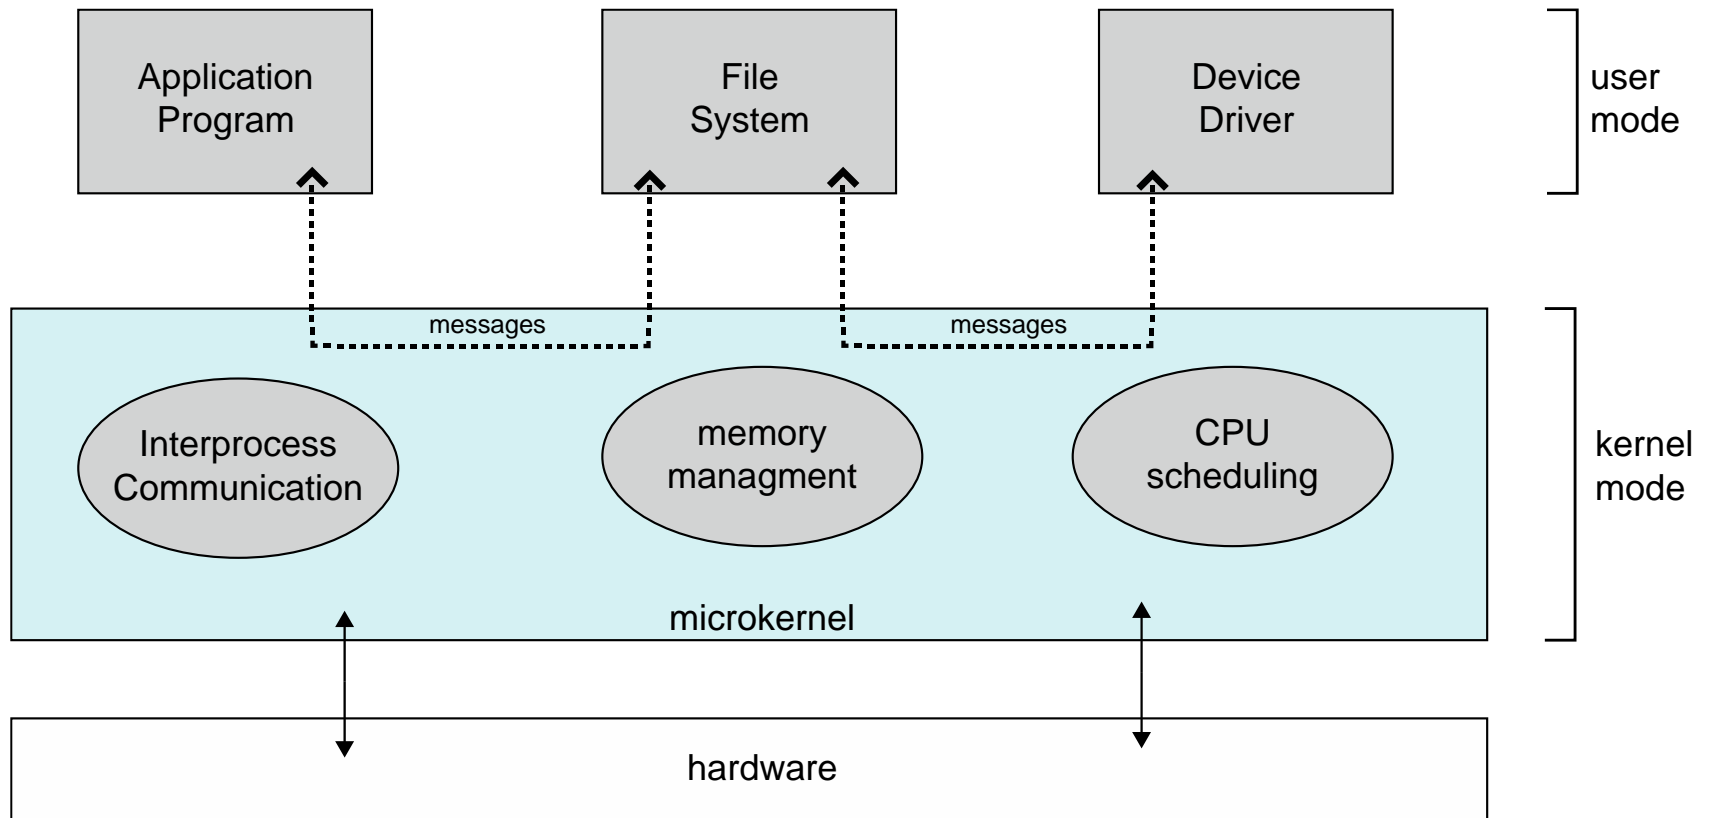 Application
Program
File
System
Device
Driver
user
mode
messages
messages
Interprocess
Communication
memory
managment
CPU
scheduling
kernel
mode
microkernel
hardware